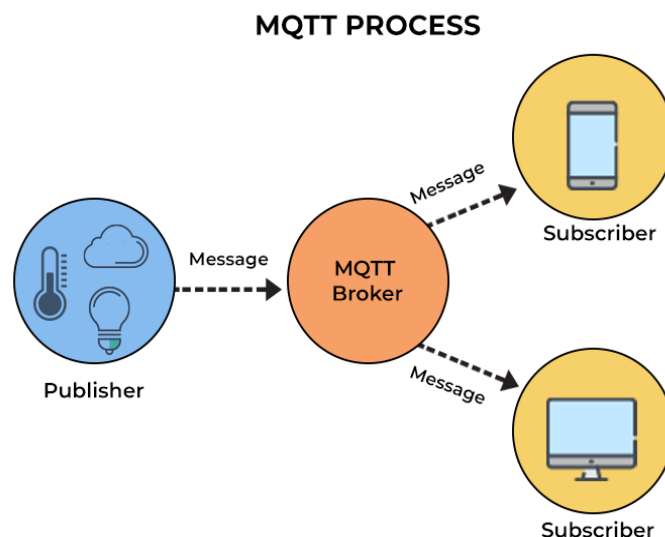 MQTT PROCESS
Message
Subscriber
Message
MQTT
Broker
Publisher
Message
Subscriber